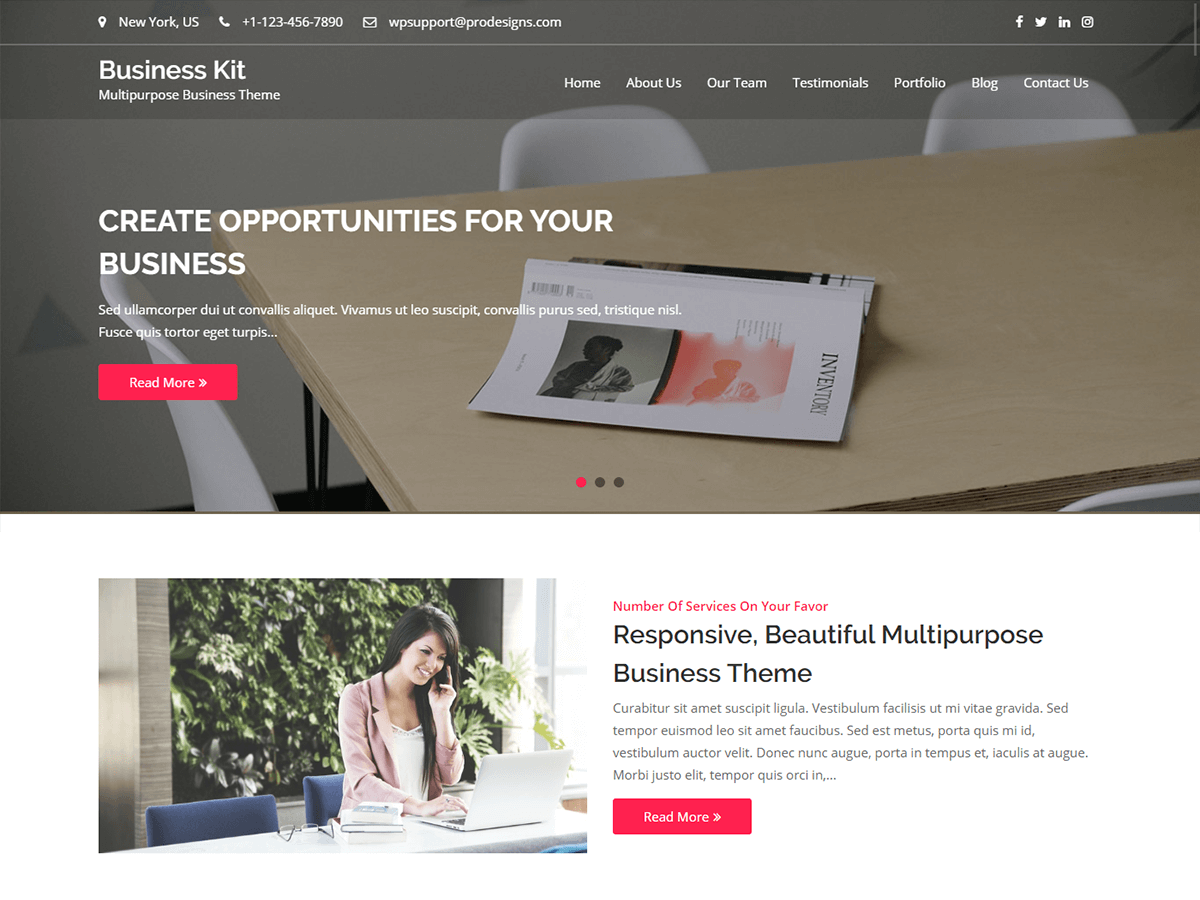 New York, US +1-123-456-7890 wpsupport@prodesigns.com
Business Kit
Multipurpose Business Theme
Home About Us Our Team Testimonials Portfolio Blog Contact Us
CREATE OPPORTUNITIES FOR YOUR
BUSINESS
Sed ullamcorper dui ut convallis aliquet. Vivamus ut leo suscipit, convallis purus sed, tristique nisl.
Fusce quis tortor eget turpis...
Read More »
INVENTORY
Number Of Services On Your Favor
Responsive, Beautiful Multipurpose
Business Theme
Curabitur sit amet suscipit ligula. Vestibulum facilisis ut mi vitae gravida. Sed
tempor euismod leo sit amet faucibus. Sed est metus, porta quis mi id,
vestibulum auctor velit. Donec nunc augue, porta in tempus et, iaculis at augue.
Morbi justo elit, tempor quis orci in,...
Read More »